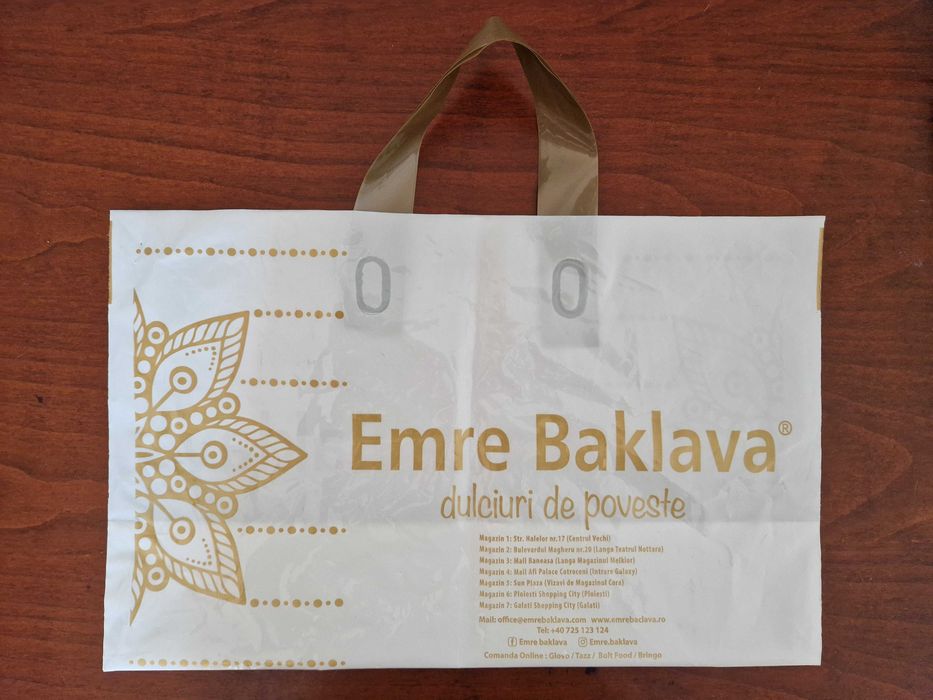 Emre Baklava®
dulciuri de poveste
Magazin 1: Str. Halelor nr.17 (Centrul Vechi)
Magazin 2: Bulevardul Magheru nr.20 (Langa Teatrul Nottara)
Magazin 3: Mall Baneasa (Langa Magazinul Melkior)
Magazin 4: Mall Afi Palace Cotroceni (Intrare Galaxy)
Magazin 5: Sun Plaza (Vizavi de Magazinul Cora)
Magazin 6: Ploiesti Shopping City (Ploiesti)
Magazin 7: Galati Shopping City (Galati)
Mail: office@emrebaklava.com www.emrebaclava.ro
Tel: +40 725 123 124
Emre baklava Emre.baklava
Comanda Online : Glovo / Tazz / Bolt Food / Bringo